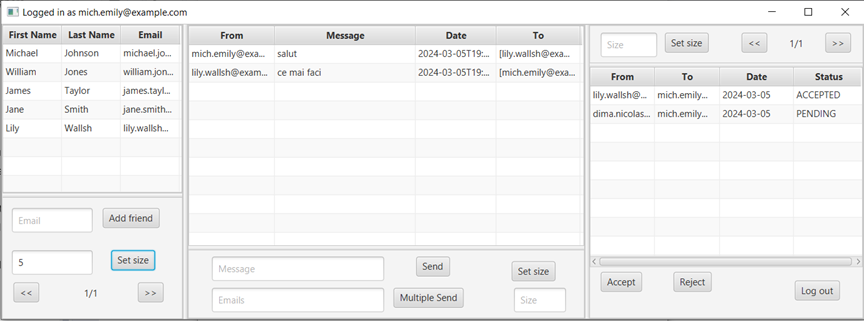 Logged in as mich.emily@example.com
First Name Last Name Email
Michael Johnson michael.jo...
William Jones william.jon...
James Taylor james.tayl...
Jane Smith jane.smith...
Lily Wallsh lily.wallsh...
Email Add friend
5 Set size
<< 1/1 >>
From Message Date To
mich.emily@exa... salut 2024-03-05T19:... [lily.wallsh@ex...
lily.wallsh@exam... ce mai faci 2024-03-05T19:... [mich.emily@exa...
Message Send Set size
Emails Multiple Send Size
Size Set size << 1/1 >>
From To Date Status
lily.wallsh@... mich.emily... 2024-03-05 ACCEPTED
dima.nicolas... mich.emily... 2024-03-05 PENDING
Accept Reject Log out